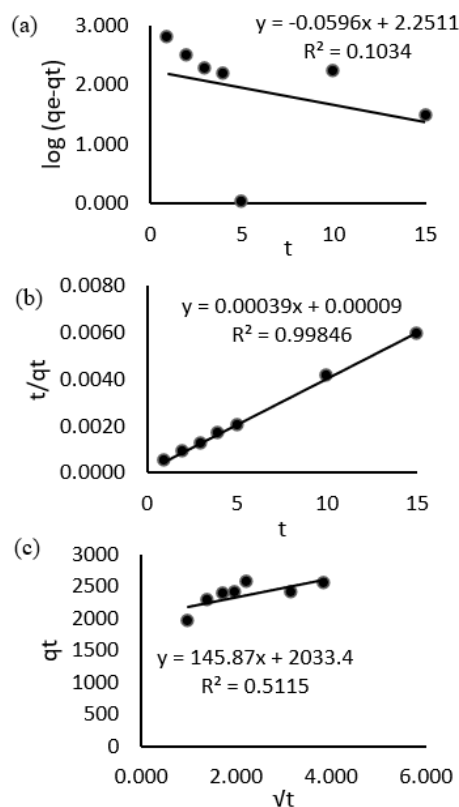 (a)
y = -0.0596x + 2.2511
R² = 0.1034
3.000
2.000
1.000
0.000
log (qe-qt)
0 5 10 15
t
(b)
0.0080
y = 0.00039x + 0.00009
R² = 0.99846
0.0060
0.0040
0.0020
0.0000
t/qt
0 5 10 15
t
(c)
3000
2500
2000
1500
1000
500
0
qt
y = 145.87x + 2033.4
R² = 0.5115
0.000 2.000 4.000 6.000
√t